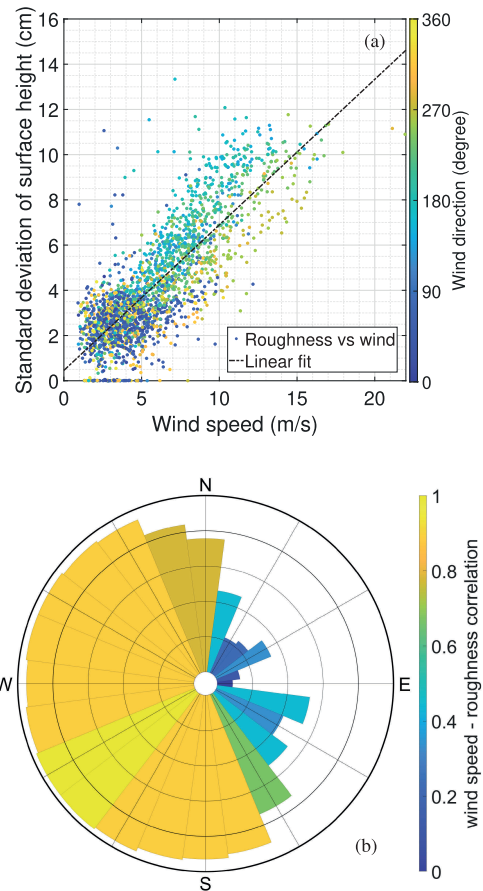 16
14
12
10
8
6
4
2
0
Standard deviation of surface height (cm)
(a)
Roughness vs wind
Linear fit
0 5 10 15 20
Wind speed (m/s)
360
270
180
90
0
Wind direction (degree)
N
W
E
S
(b)
1
0.8
0.6
0.4
0.2
0
wind speed - roughness correlation